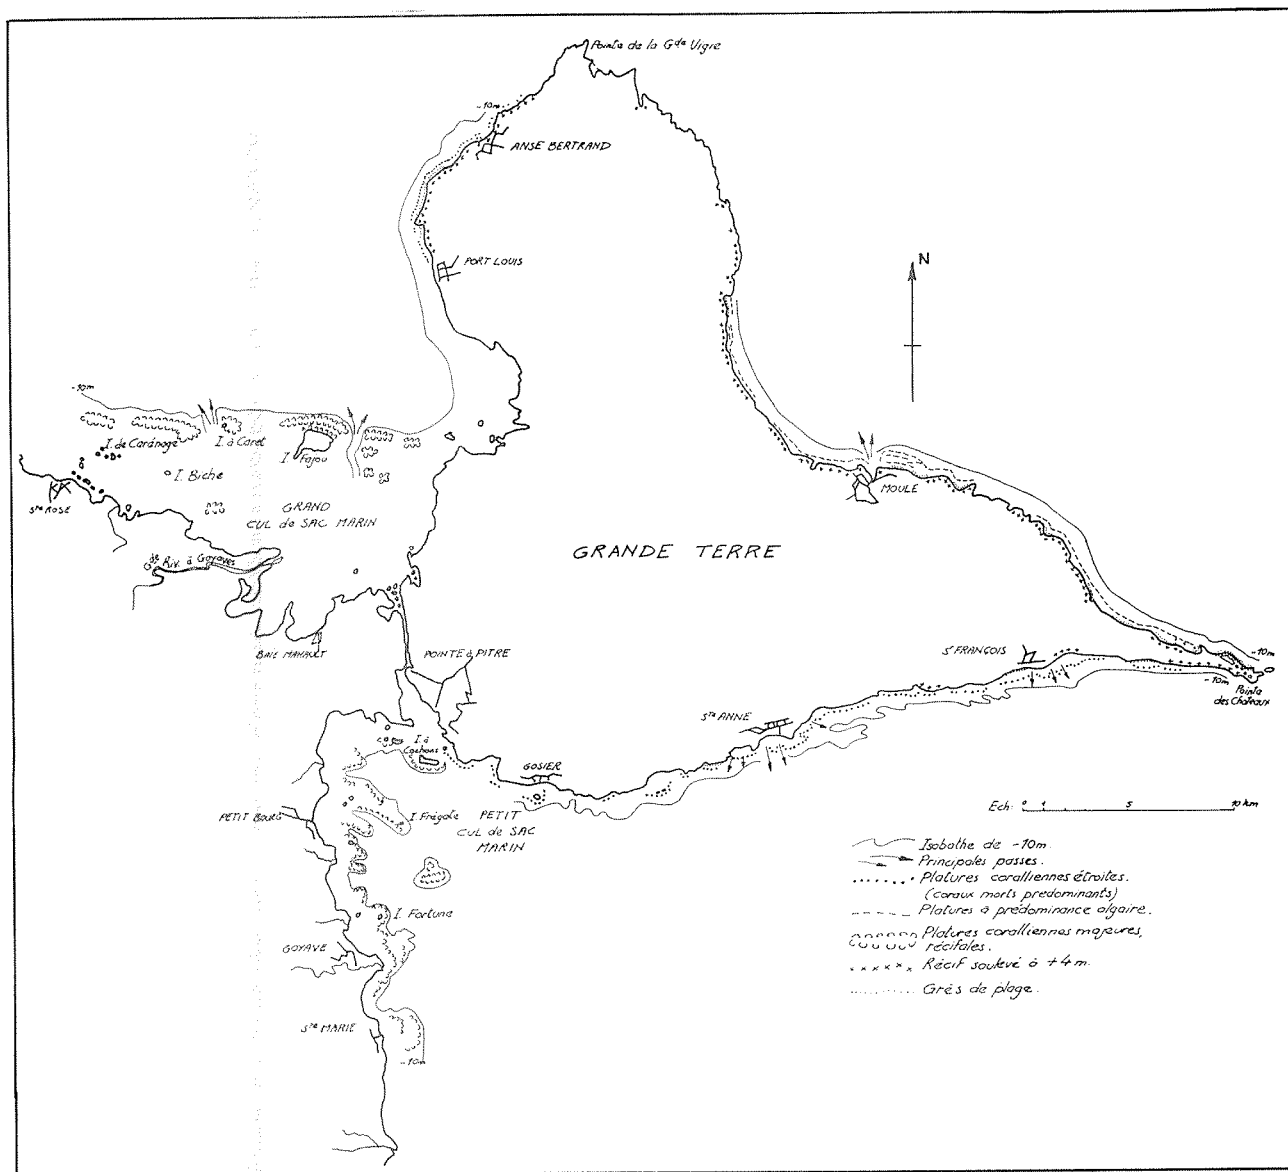 Pointe de la Gde Vigre
-10m
ANSE BERTRAND
PORT LOUIS
N
-10m
I. de Caränage
I. à Caret
I. Fajou
I. Biche
Ste ROSE
GRAND
CUL de SAC MARIN
MOULE
GRANDE TERRE
Gde Riv. à Goyaves
BAIE MAHAULT
POINTE à PITRE
St FRANÇOIS
-10m
-10m
Pointe
des Chateaux
Ste ANNE
I. à
Cochons
GOSIER
PETIT BOURG
I. Frégate
PETIT
CUL de SAC
MARIN
Ech: 0 1 5 10 km
Isobathe de -10m.
Principales passes.
Platures coralliennes étroites.
(coraux morts predominants)
Platures à prédominance algaire.
Platures coralliennes majeures,
récifales.
Récif soulevé à +4m.
Grès de plage.
I. Fortune
GOYAVE
Ste MARIE
-10m